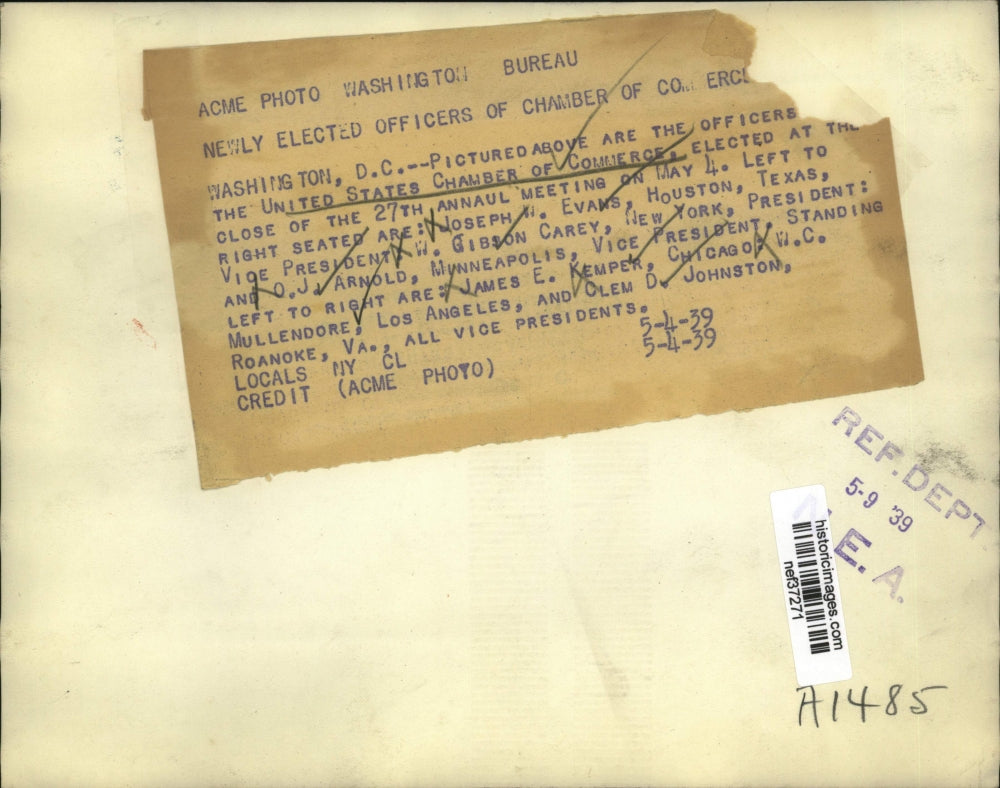 ACME PHOTO WASHINGTON BUREAU
NEWLY ELECTED OFFICERS OF CHAMBER OF COMMERCE
WASHINGTON, D.C.--PICTURED ABOVE ARE THE OFFICERS
THE UNITED STATES CHAMBER OF COMMERCE, ELECTED AT THE
CLOSE OF THE 27TH ANNAUL MEETING ON MAY 4. LEFT TO
RIGHT SEATED ARE: JOSEPH W. EVANS, HOUSTON, TEXAS,
VICE PRESIDENT W. GIBSON CAREY, NEW YORK, PRESIDENT:
AND O.J. ARNOLD, MINNEAPOLIS, VICE PRESIDENT, STANDING
LEFT TO RIGHT ARE: JAMES E. KEMPER, CHICAGO; W.C.
MULLENDORE, LOS ANGELES, AND CLEM D. JOHNSTON,
ROANOKE, VA., ALL VICE PRESIDENTS.
LOCALS NY CL 5-4-39
CREDIT (ACME PHOTO) 5-4-39
REF. DEPT
5-9 '39
N. E. A.
historicimages.com
nef37271
A1485